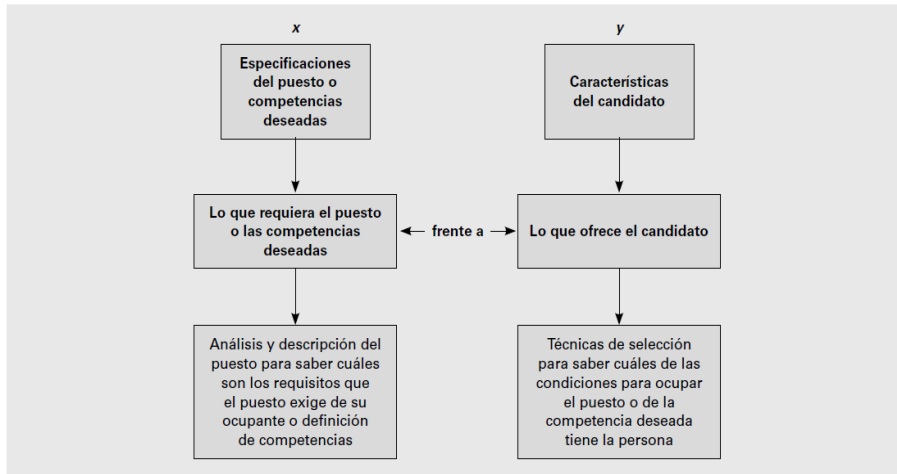 x
Especificaciones
del puesto o
competencias
deseadas
y
Características
del candidato
Lo que requiera el puesto
o las competencias
deseadas
frente a
Lo que ofrece el candidato
Análisis y descripción del
puesto para saber cuáles
son los requisitos que
el puesto exige de su
ocupante o definición
de competencias
Técnicas de selección
para saber cuáles de las
condiciones para ocupar
el puesto o de la
competencia deseada
tiene la persona